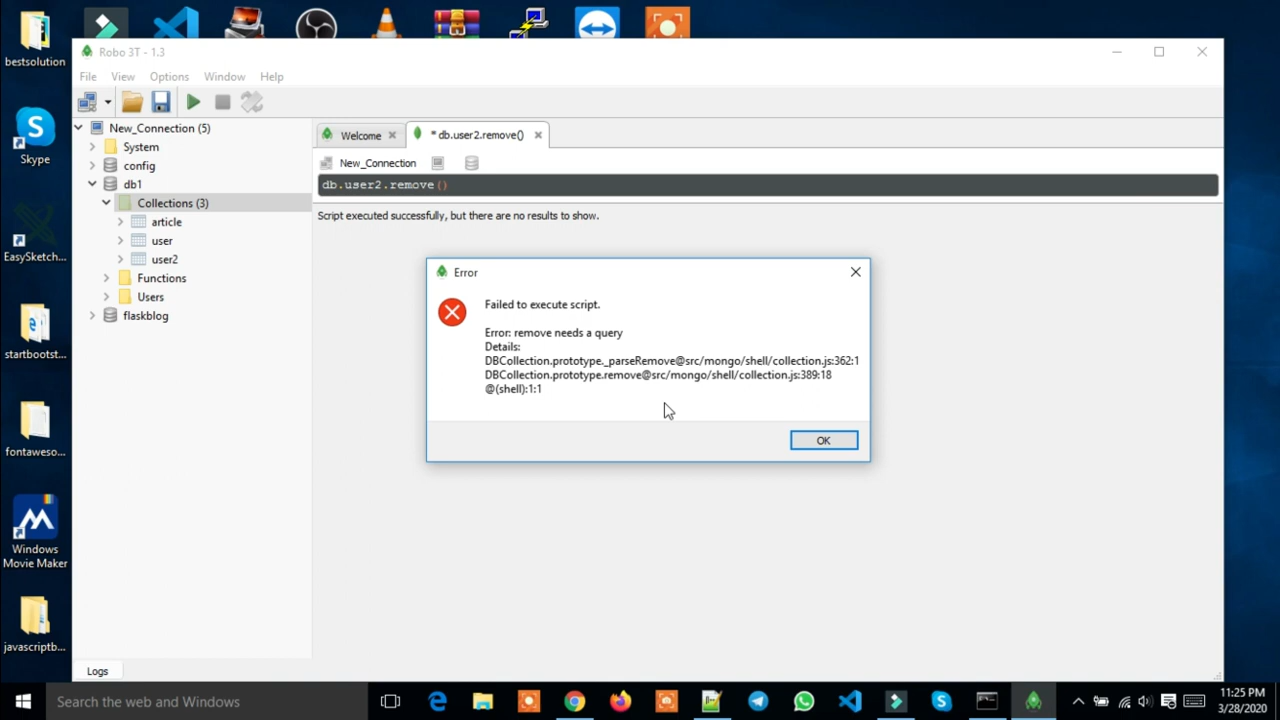 bestsolution
Skype
EasySketch...
startbootst...
fontaweso...
Windows
Movie Maker
javascriptb...
Robo 3T - 1.3
File View Options Window Help
New_Connection (5)
System
config
db1
Collections (3)
article
user
user2
Functions
Users
flaskblog
Welcome
* db.user2.remove()
New_Connection
db.user2.remove()
Script executed successfully, but there are no results to show.
Error
Failed to execute script.
Error: remove needs a query
Details:
DBCollection.prototype._parseRemove@src/mongo/shell/collection.js:362:1
DBCollection.prototype.remove@src/mongo/shell/collection.js:389:18
@(shell):1:1
OK
Logs
Search the web and Windows
11:25 PM
3/28/2020